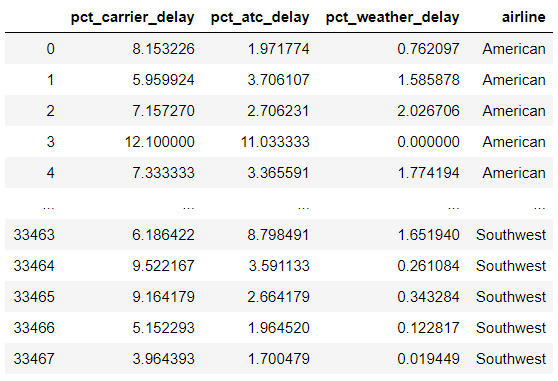 pct_carrier_delay pct_atc_delay pct_weather_delay airline
0 8.153226 1.971774 0.762097 American
1 5.959924 3.706107 1.585878 American
2 7.157270 2.706231 2.026706 American
3 12.100000 11.033333 0.000000 American
4 7.333333 3.365591 1.774194 American
... ... ... ... ...
33463 6.186422 8.798491 1.651940 Southwest
33464 9.522167 3.591133 0.261084 Southwest
33465 9.164179 2.664179 0.343284 Southwest
33466 5.152293 1.964520 0.122817 Southwest
33467 3.964393 1.700479 0.019449 Southwest